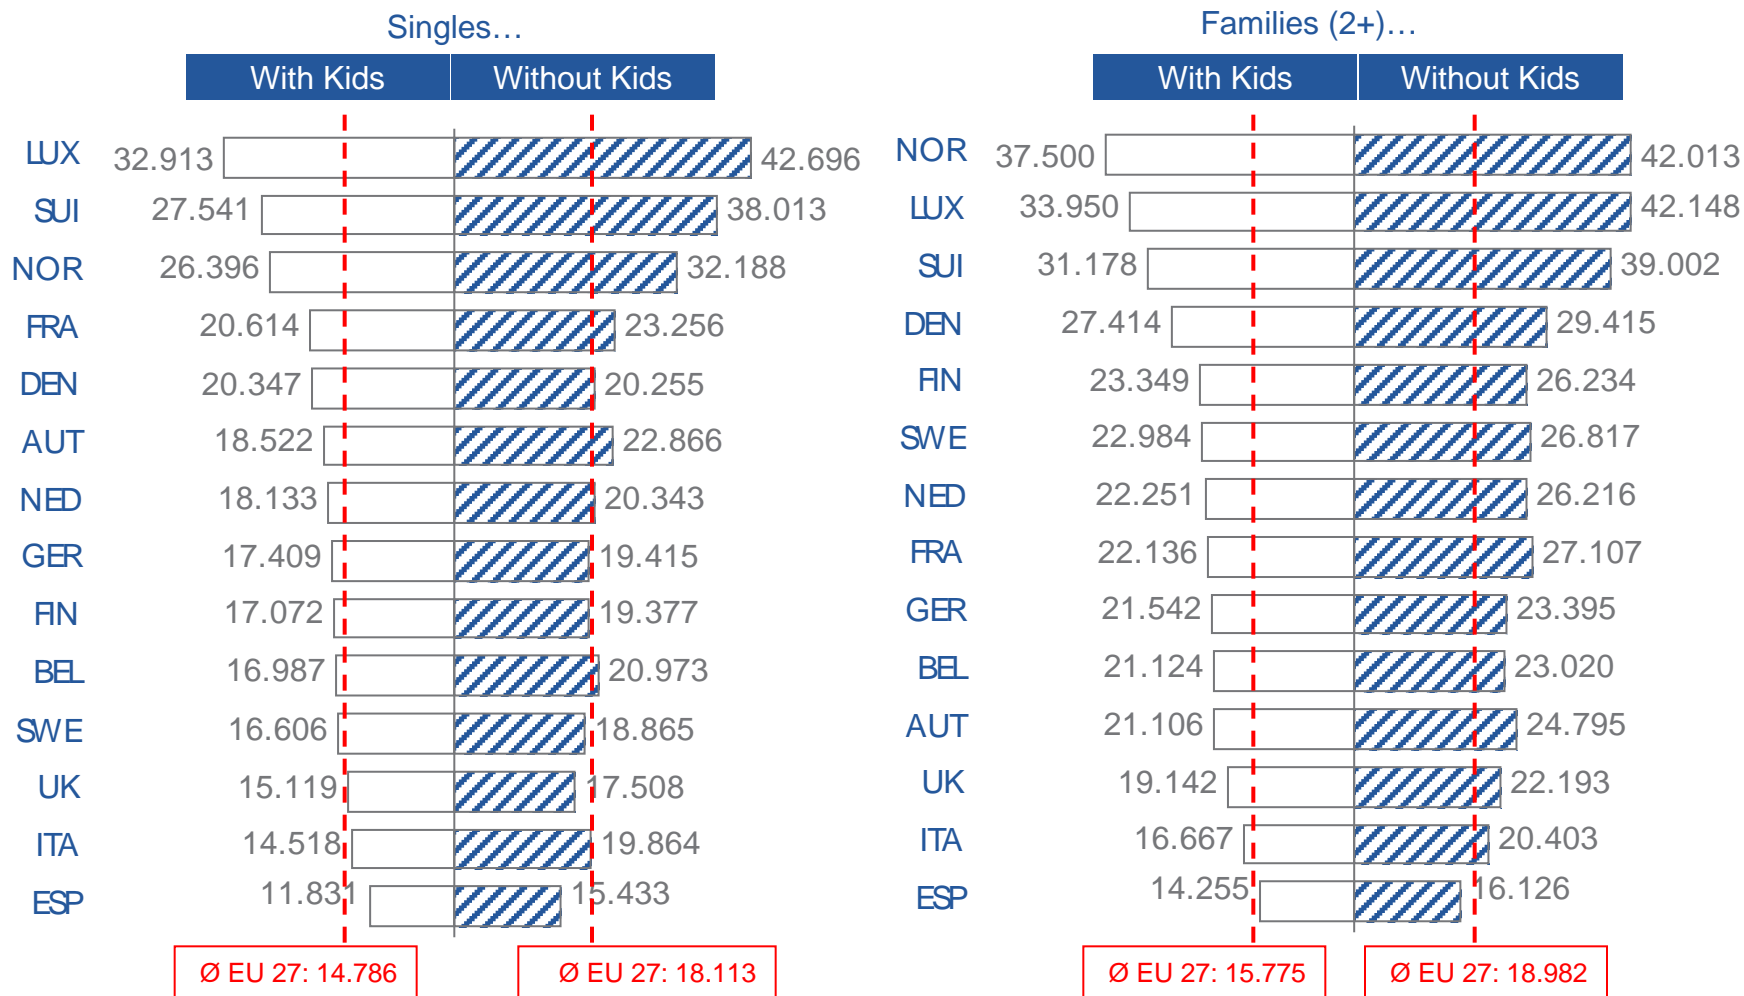 Singles…
With Kids Without Kids
LUX 32.913 42.696
SUI 27.541 38.013
NOR 26.396 32.188
FRA 20.614 23.256
DEN 20.347 20.255
AUT 18.522 22.866
NED 18.133 20.343
GER 17.409 19.415
FIN 17.072 19.377
BEL 16.987 20.973
SWE 16.606 18.865
UK 15.119 17.508
ITA 14.518 19.864
ESP 11.831 15.433
Ø EU 27: 14.786 Ø EU 27: 18.113
Families (2+)…
With Kids Without Kids
NOR 37.500 42.013
LUX 33.950 42.148
SUI 31.178 39.002
DEN 27.414 29.415
FIN 23.349 26.234
SWE 22.984 26.817
NED 22.251 26.216
FRA 22.136 27.107
GER 21.542 23.395
BEL 21.124 23.020
AUT 21.106 24.795
UK 19.142 22.193
ITA 16.667 20.403
ESP 14.255 16.126
Ø EU 27: 15.775 Ø EU 27: 18.982